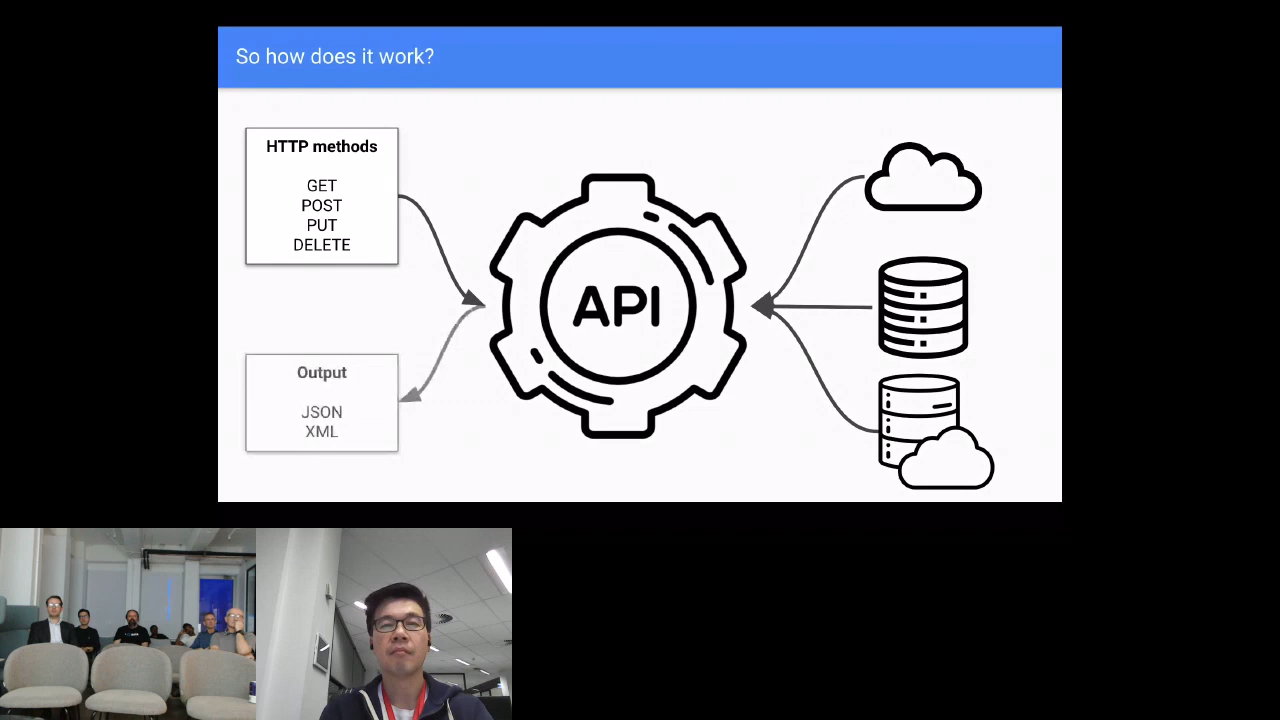 So how does it work?
HTTP methods
GET
POST
PUT
DELETE
API
Output
JSON
XML